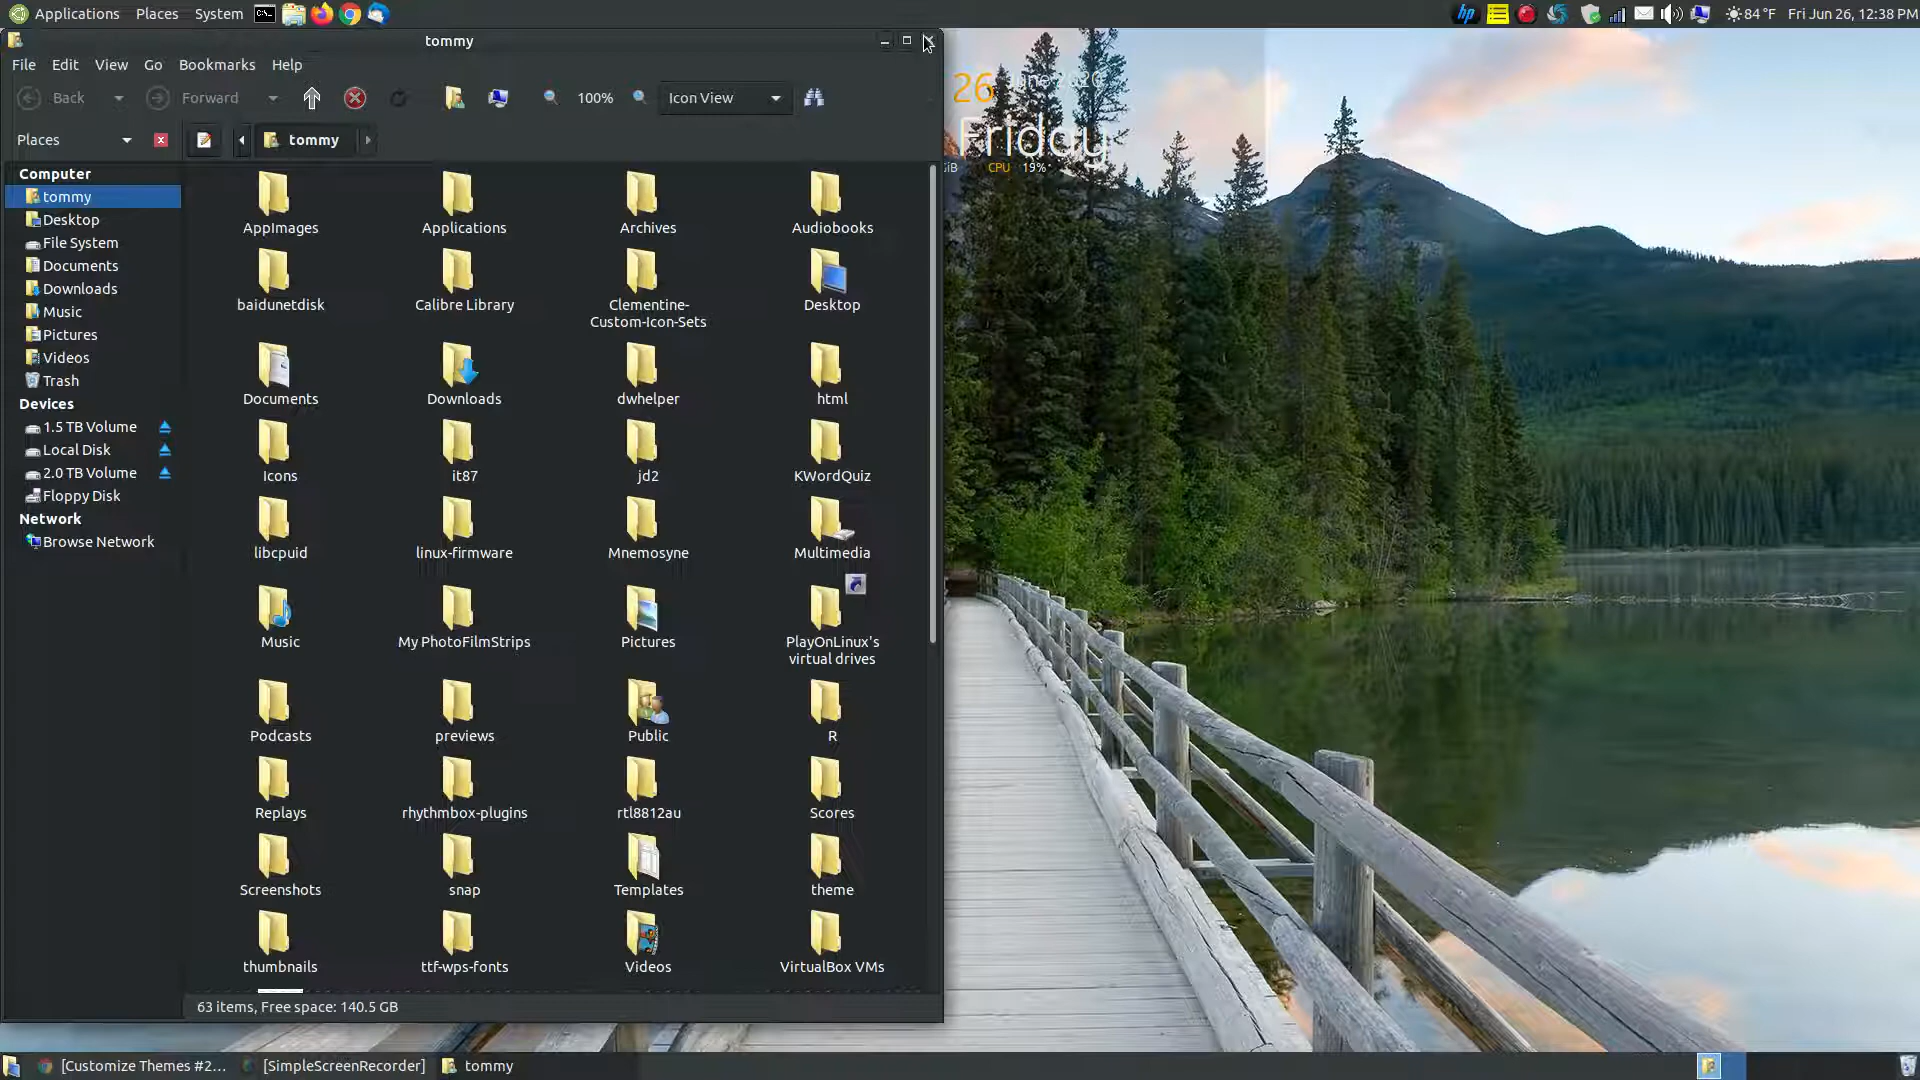 Applications Places System
84 °F Fri Jun 26, 12:38 PM
tommy
File Edit View Go Bookmarks Help
Back Forward 100% Icon View
Places tommy
Computer
tommy
Desktop
File System
Documents
Downloads
Music
Pictures
Videos
Trash
Devices
1.5 TB Volume
Local Disk
2.0 TB Volume
Floppy Disk
Network
Browse Network
AppImages Applications Archives Audiobooks
baidunetdisk Calibre Library Clementine-
Custom-Icon-Sets Desktop
Documents Downloads dwhelper html
Icons it87 jd2 KWordQuiz
libcpuid linux-firmware Mnemosyne Multimedia
Music My PhotoFilmStrips Pictures PlayOnLinux's
virtual drives
Podcasts previews Public R
Replays rhythmbox-plugins rtl8812au Scores
Screenshots snap Templates theme
thumbnails ttf-wps-fonts Videos VirtualBox VMs
63 items, Free space: 140.5 GB
26 June 2020
Friday
GiB CPU 19%
hp
[Customize Themes #2... [SimpleScreenRecorder] tommy